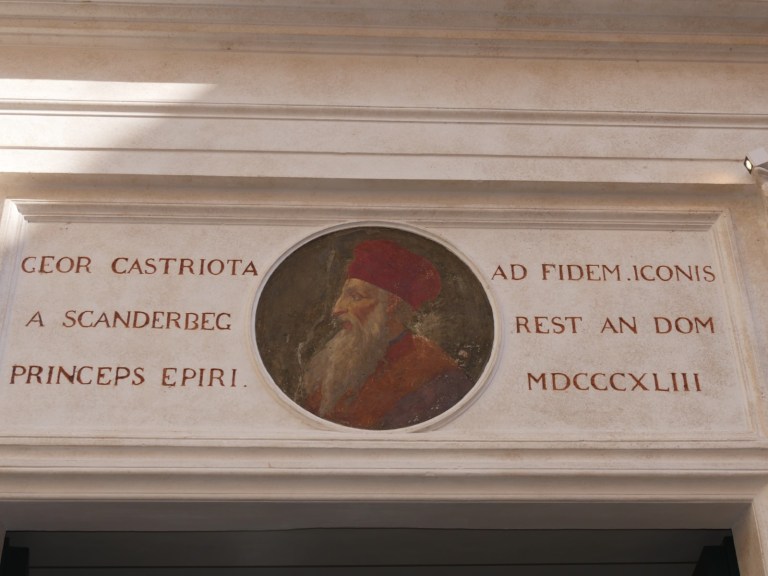 GEOR CASTRIOTA
A SCANDERBEG
PRINCEPS EPIRI.
AD FIDEM.ICONIS
REST AN DOM
MDCCCXLIII